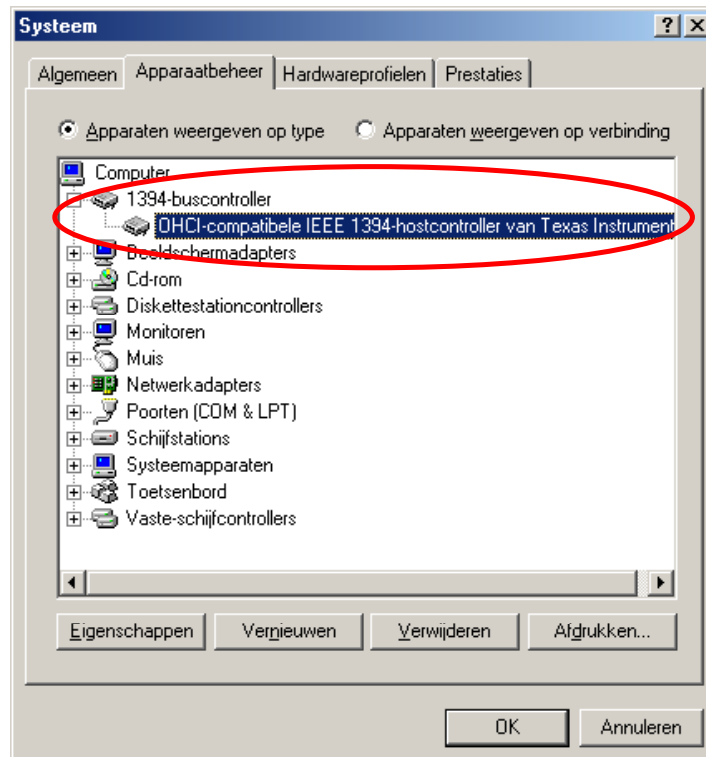 Systeem
Algemeen Apparaatbeheer Hardwareprofielen Prestaties
Apparaten weergeven op type Apparaten weergeven op verbinding
Computer
1394-buscontroller
OHCI-compatibele IEEE 1394-hostcontroller van Texas Instrument
Beeldschermadapters
Cd-rom
Diskettestationcontrollers
Monitoren
Muis
Netwerkadapters
Poorten (COM & LPT)
Schijfstations
Systeemapparaten
Toetsenbord
Vaste-schijfcontrollers
Eigenschappen Vernieuwen Verwijderen Afdrukken...
OK Annuleren